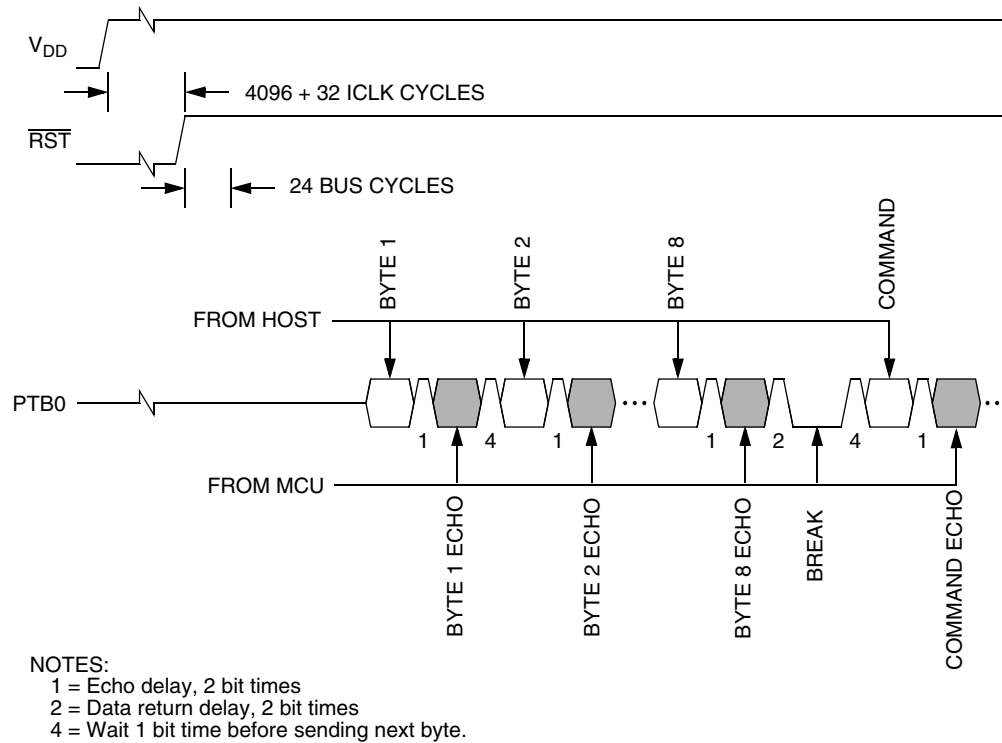 VDD
4096 + 32 ICLK CYCLES
RST
24 BUS CYCLES
BYTE 1
BYTE 2
BYTE 8
COMMAND
FROM HOST
PTB0
1
4
1
1
2
4
1
FROM MCU
BYTE 1 ECHO
BYTE 2 ECHO
BYTE 8 ECHO
BREAK
COMMAND ECHO
NOTES:
1 = Echo delay, 2 bit times
2 = Data return delay, 2 bit times
4 = Wait 1 bit time before sending next byte.